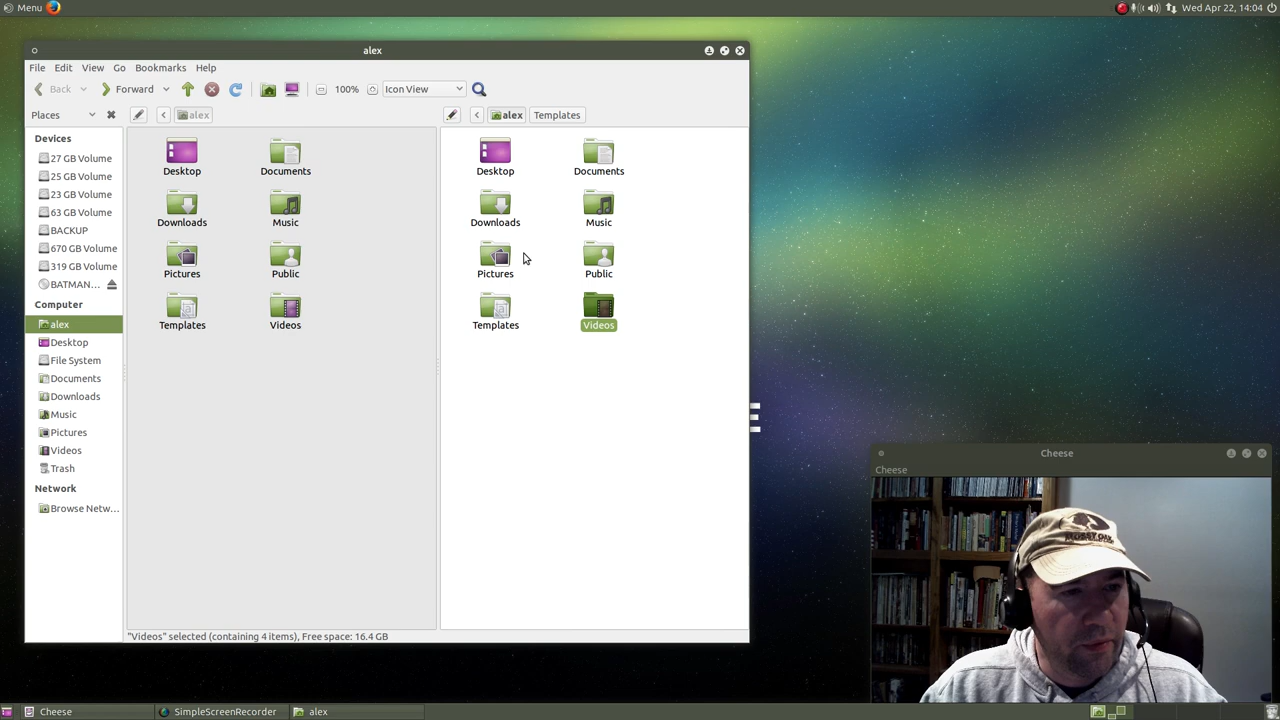 Menu
Wed Apr 22, 14:04
alex
File Edit View Go Bookmarks Help
Back Forward 100% Icon View
Places alex alex Templates
Devices
27 GB Volume
25 GB Volume
23 GB Volume
63 GB Volume
BACKUP
670 GB Volume
319 GB Volume
BATMAN...
Computer
alex
Desktop
File System
Documents
Downloads
Music
Pictures
Videos
Trash
Network
Browse Netw...
Desktop Documents
Downloads Music
Pictures Public
Templates Videos
Desktop Documents
Downloads Music
Pictures Public
Templates Videos
"Videos" selected (containing 4 items), Free space: 16.4 GB
E
Cheese
Cheese
MOSSY OAK
Cheese SimpleScreenRecorder alex